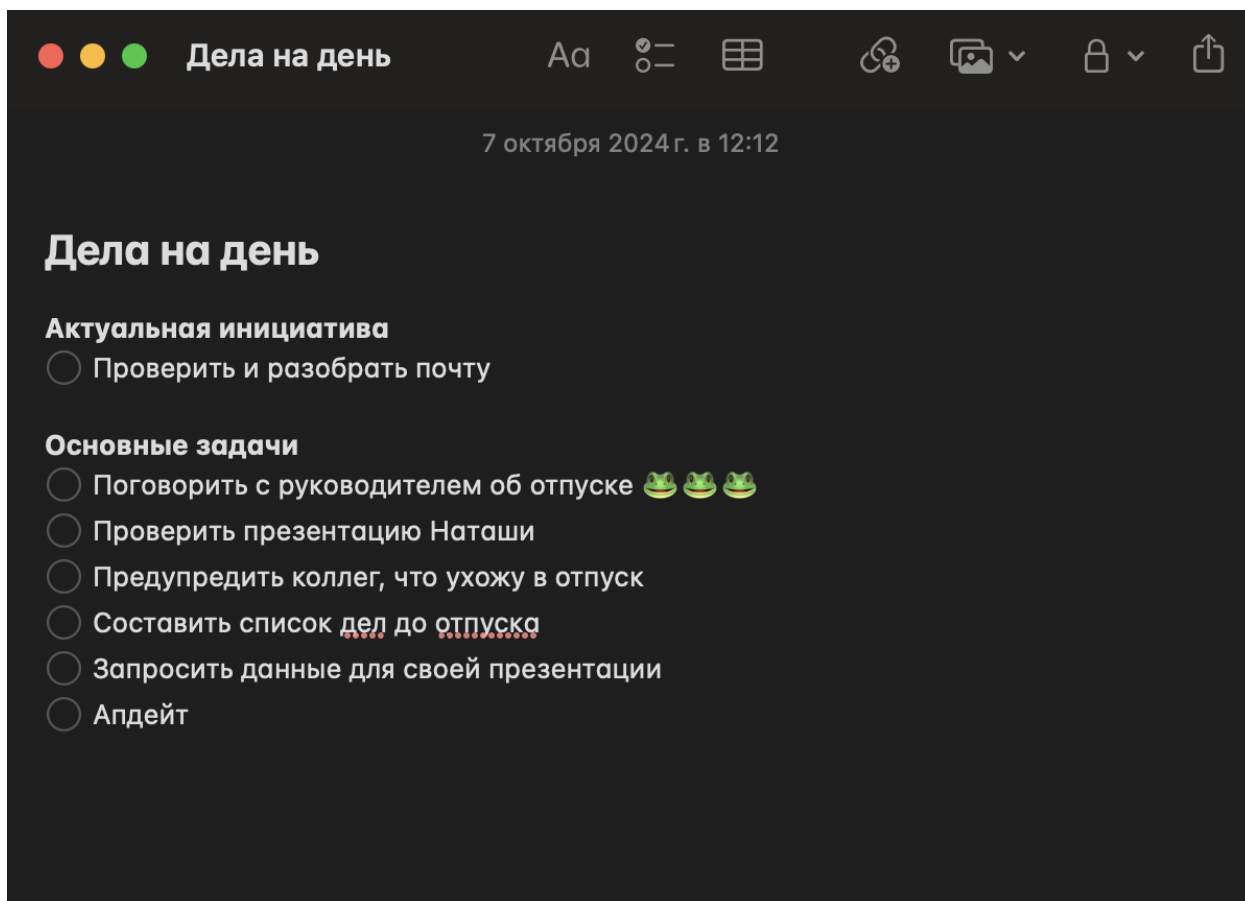 Дела на день
Aa
7 октября 2024 г. в 12:12
Дела на день
Актуальная инициатива
Проверить и разобрать почту
Основные задачи
Поговорить с руководителем об отпуске 🐸🐸🐸
Проверить презентацию Наташи
Предупредить коллег, что ухожу в отпуск
Составить список дел до отпуска
Запросить данные для своей презентации
Апдейт